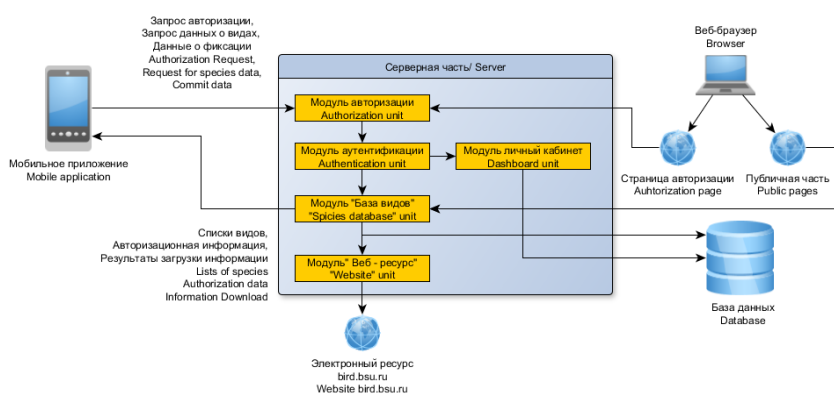 Запрос авторизации,
Запрос данных о видах,
Данные о фиксации
Authorization Request,
Request for species data,
Commit data
Мобильное приложение
Mobile application
Серверная часть/ Server
Модуль авторизации
Authorization unit
Модуль аутентификации
Authentication unit
Модуль личный кабинет
Dashboard unit
Модуль "База видов"
"Spicies database" unit
Модуль" Веб - ресурс"
"Website" unit
Веб-браузер
Browser
Страница авторизации
Auhtorization page
Публичная часть
Public pages
Списки видов,
Авторизационная информация,
Результаты загрузки информации
Lists of species
Authorization data
Information Download
База данных
Database
Электронный ресурс
bird.bsu.ru
Website bird.bsu.ru